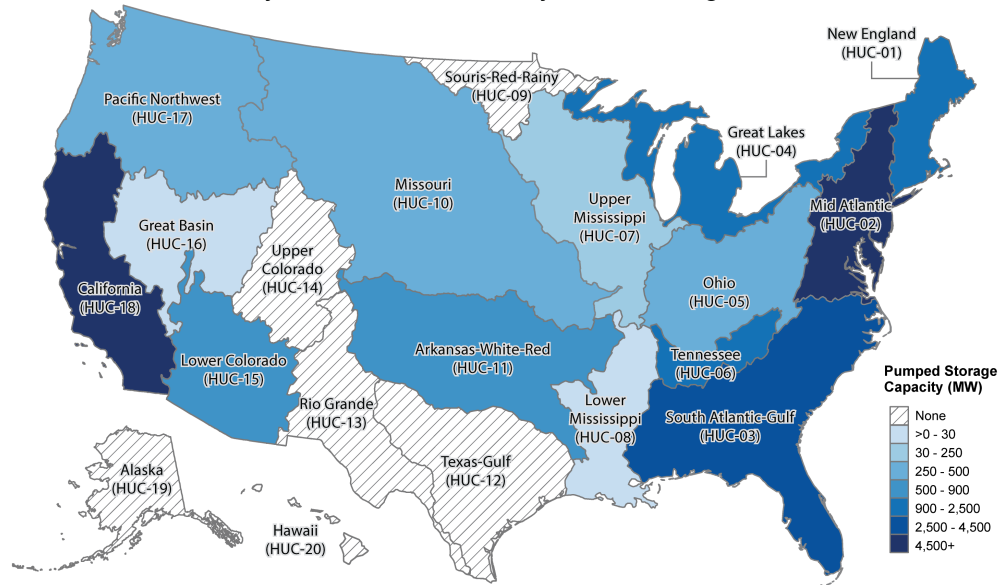 New England
(HUC-01)
Souris-Red-Rainy
(HUC-09)
Pacific Northwest
(HUC-17)
Great Lakes
(HUC-04)
Missouri
(HUC-10)
Upper
Mississippi
(HUC-07)
Mid Atlantic
(HUC-02)
Great Basin
(HUC-16)
Upper
Colorado
(HUC-14)
California
(HUC-18)
Ohio
(HUC-05)
Lower Colorado
(HUC-15)
Arkansas-White-Red
(HUC-11)
Tennessee
(HUC-06)
Rio Grande
(HUC-13)
Lower
Mississippi
(HUC-08)
South Atlantic-Gulf
(HUC-03)
Texas-Gulf
(HUC-12)
Alaska
(HUC-19)
Hawaii
(HUC-20)
Pumped Storage
Capacity (MW)
None
>0 - 30
30 - 250
250 - 500
500 - 900
900 - 2,500
2,500 - 4,500
4,500+